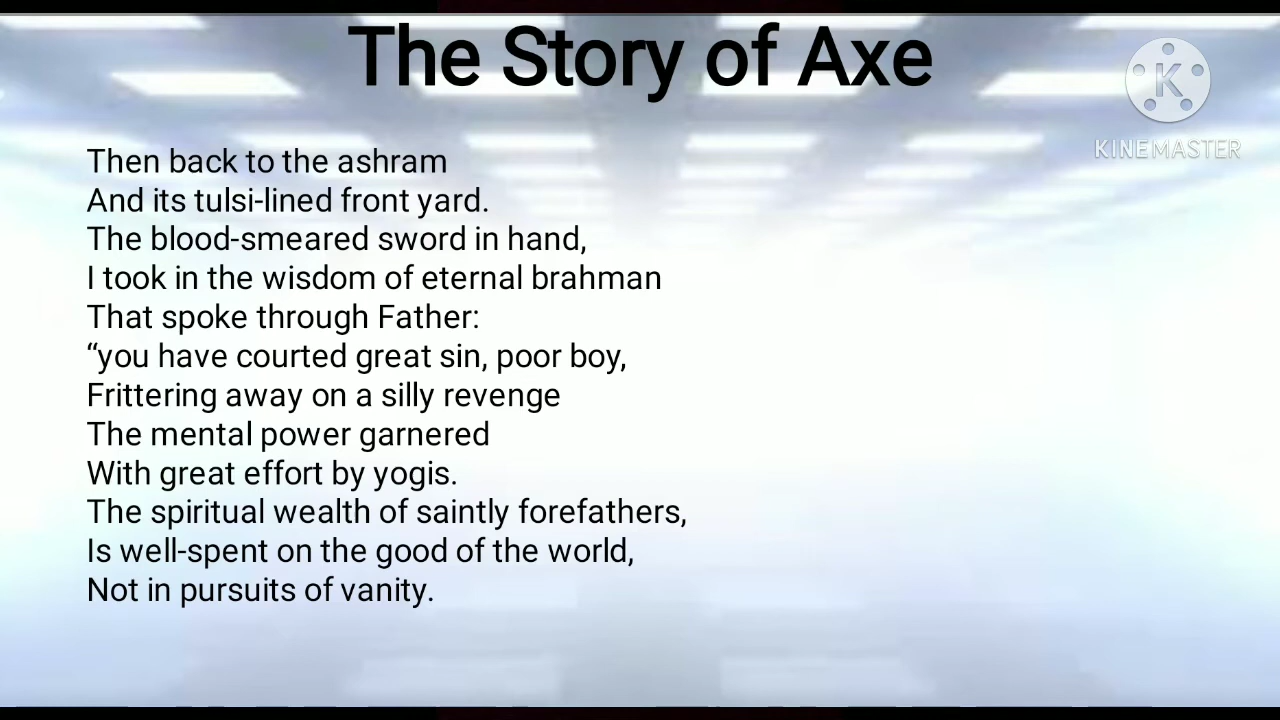 The Story of Axe
K
KINEMASTER
Then back to the ashram
And its tulsi-lined front yard.
The blood-smeared sword in hand,
I took in the wisdom of eternal brahman
That spoke through Father:
“you have courted great sin, poor boy,
Frittering away on a silly revenge
The mental power garnered
With great effort by yogis.
The spiritual wealth of saintly forefathers,
Is well-spent on the good of the world,
Not in pursuits of vanity.